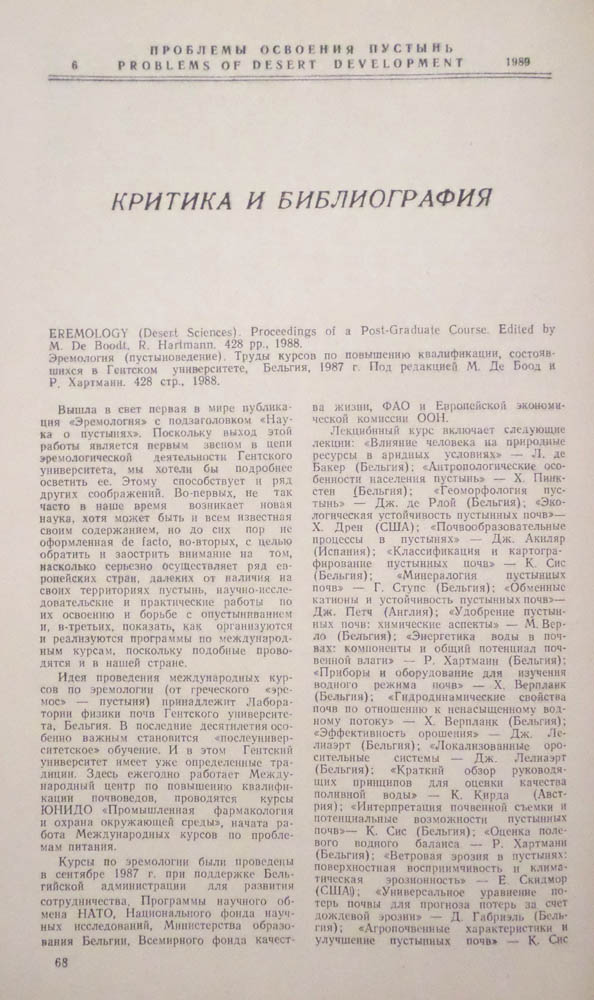 ПРОБЛЕМЫ ОСВОЕНИЯ ПУСТЫНЬ
6 PROBLEMS OF DESERT DEVELOPMENT 1989
КРИТИКА И БИБЛИОГРАФИЯ
EREMOLOGY (Desert Sciences). Proceedings of a Post-Graduate Course. Edited by
M. De Boodt, R. Hartmann. 428 pp., 1988.
Эремология (пустыноведение). Труды курсов по повышению квалификации, состояв-
шихся в Гентском университете, Бельгия, 1987 г. Под редакцией М. Де Боод и
Р. Хартманн. 428 стр., 1988.
Вышла в свет первая в мире публика-
ция «Эремология» с подзаголовком «Нау-
ка о пустынях». Поскольку выход этой
работы является первым звеном в цепи
эремологической деятельности Гентского
университета, мы хотели бы подробнее
осветить ее. Этому способствует и ряд
других соображений. Во-первых, не так
часто в наше время возникает новая
наука, хотя может быть и всем известная
своим содержанием, но до сих пор не
оформленная de facto, во-вторых, с целью
обратить и заострить внимание на том,
насколько серьезно осуществляет ряд ев-
ропейских стран, далеких от наличия на
своих территориях пустынь, научно-иссле-
довательские и практические работы по
их освоению и борьбе с опустыниванием
и, в-третьих, показать, как организуются
и реализуются программы по международ-
ным курсам, поскольку подобные прово-
дятся и в нашей стране.
Идея проведения международных кур-
сов по эремологии (от греческого «эре-
мос» — пустыня) принадлежит Лабора-
тории физики почв Гентского университе-
та, Бельгия. В последние десятилетия осо-
бенно важным становится «послеунивер-
ситетское» обучение. И в этом Гентский
университет имеет уже определенные тра-
диции. Здесь ежегодно работает Между-
народный центр по повышению квалифи-
кации почвоведов, проводятся курсы
ЮНИДО «Промышленная фармакология
и охрана окружающей среды», начата ра-
бота Международных курсов по пробле-
мам питания.
Курсы по эремологии были проведены
в сентябре 1987 г. при поддержке Бель-
гийской администрации для развития
сотрудничества, Программы научного об-
мена НАТО, Национального фонда науч-
ных исследований, Министерства образо-
вания Бельгии, Всемирного фонда качест-
68
ва жизни, ФАО и Европейской экономи-
ческой комиссии ООН.
Лекционный курс включает следующие
лекции: «Влияние человека на природные
ресурсы в аридных условиях» — Л. де
Бакер (Бельгия); «Антропологические осо-
бенности населения пустынь» — Х. Пинк-
стен (Бельгия); «Геоморфология пус-
тынь» — Дж. де Рлой (Бельгия); «Эко-
логическая устойчивость пустынных почв»—
Х. Дрен (США); «Почвообразовательные
процессы в пустынях» — Дж. Акиляр
(Испания); «Классификация и картогра-
фирование пустынных почв» — К. Сис
(Бельгия); «Минералогия пустынных
почв» — Г. Ступс (Бельгия); «Обменные
катионы и устойчивость пустынных почв»—
Дж. Петч (Англия); «Удобрение пустын-
ных почв: химические аспекты» — М. Вер-
ло (Бельгия); «Энергетика воды в поч-
вах: компоненты и общий потенциал поч-
венной влаги» — Р. Хартманн (Бельгия);
«Приборы и оборудование для изучения
водного режима почв» — Х. Верпланк
(Бельгия); «Гидродинамические свойства
почв по отношению к ненасыщенному вод-
ному потоку» — Х. Верпланк (Бельгия);
«Эффективность орошения» — Дж. Ле-
лиаэрт (Бельгия); «Локализованные оро-
сительные системы — Дж. Лелиаэрт
(Бельгия); «Краткий обзор руководя-
щих принципов для оценки качества
поливной воды» — К. Кирда (Авст-
рия); «Интерпретация почвенной съемки и
потенциальные возможности пустынных
почв»— К. Сис (Бельгия); «Оценка поле-
вого водного баланса — Р. Хартманн
(Бельгия); «Ветровая эрозия в пустынях:
поверхностная восприимчивость и клима-
тическая эрозионность» — Е. Скидмор
(США); «Универсальное уравнение по-
терь почвы для прогноза потерь за счет
дождевой эрозии» — Д. Габриэль (Бель-
гия); «Агропочвенные характеристики и
улучшение пустынных почв» — К. Сис